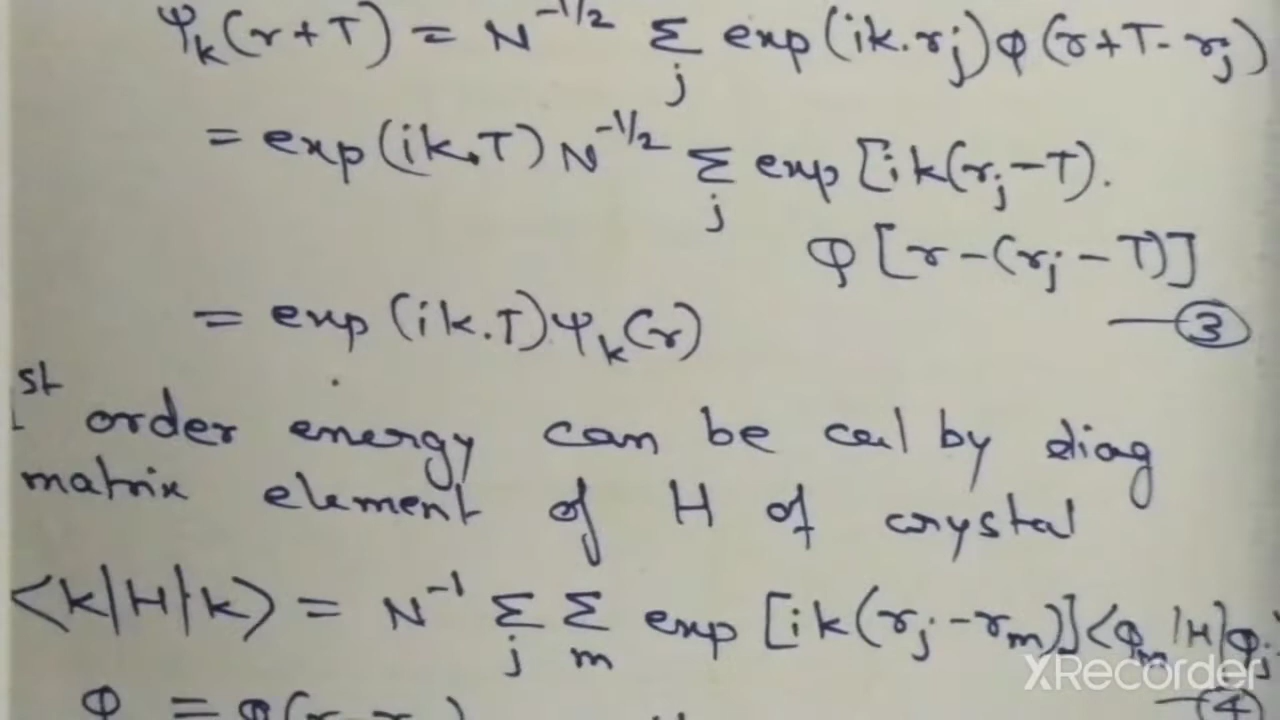 Ψk(r+T) = N^-1/2 Σj exp(ik.rj)φ(r+T-rj)
= exp(ik.T) N^-1/2 Σj exp[ik(rj-T).
φ[r-(rj-T)]
= exp(ik.T)Ψk(r) —③
st order energy can be cal by diag
matrix element of H of crystal
<k|H|k> = N^-1 Σj Σm exp[ik(rj-rm)]<φm|H|φj
XRecorder
—④